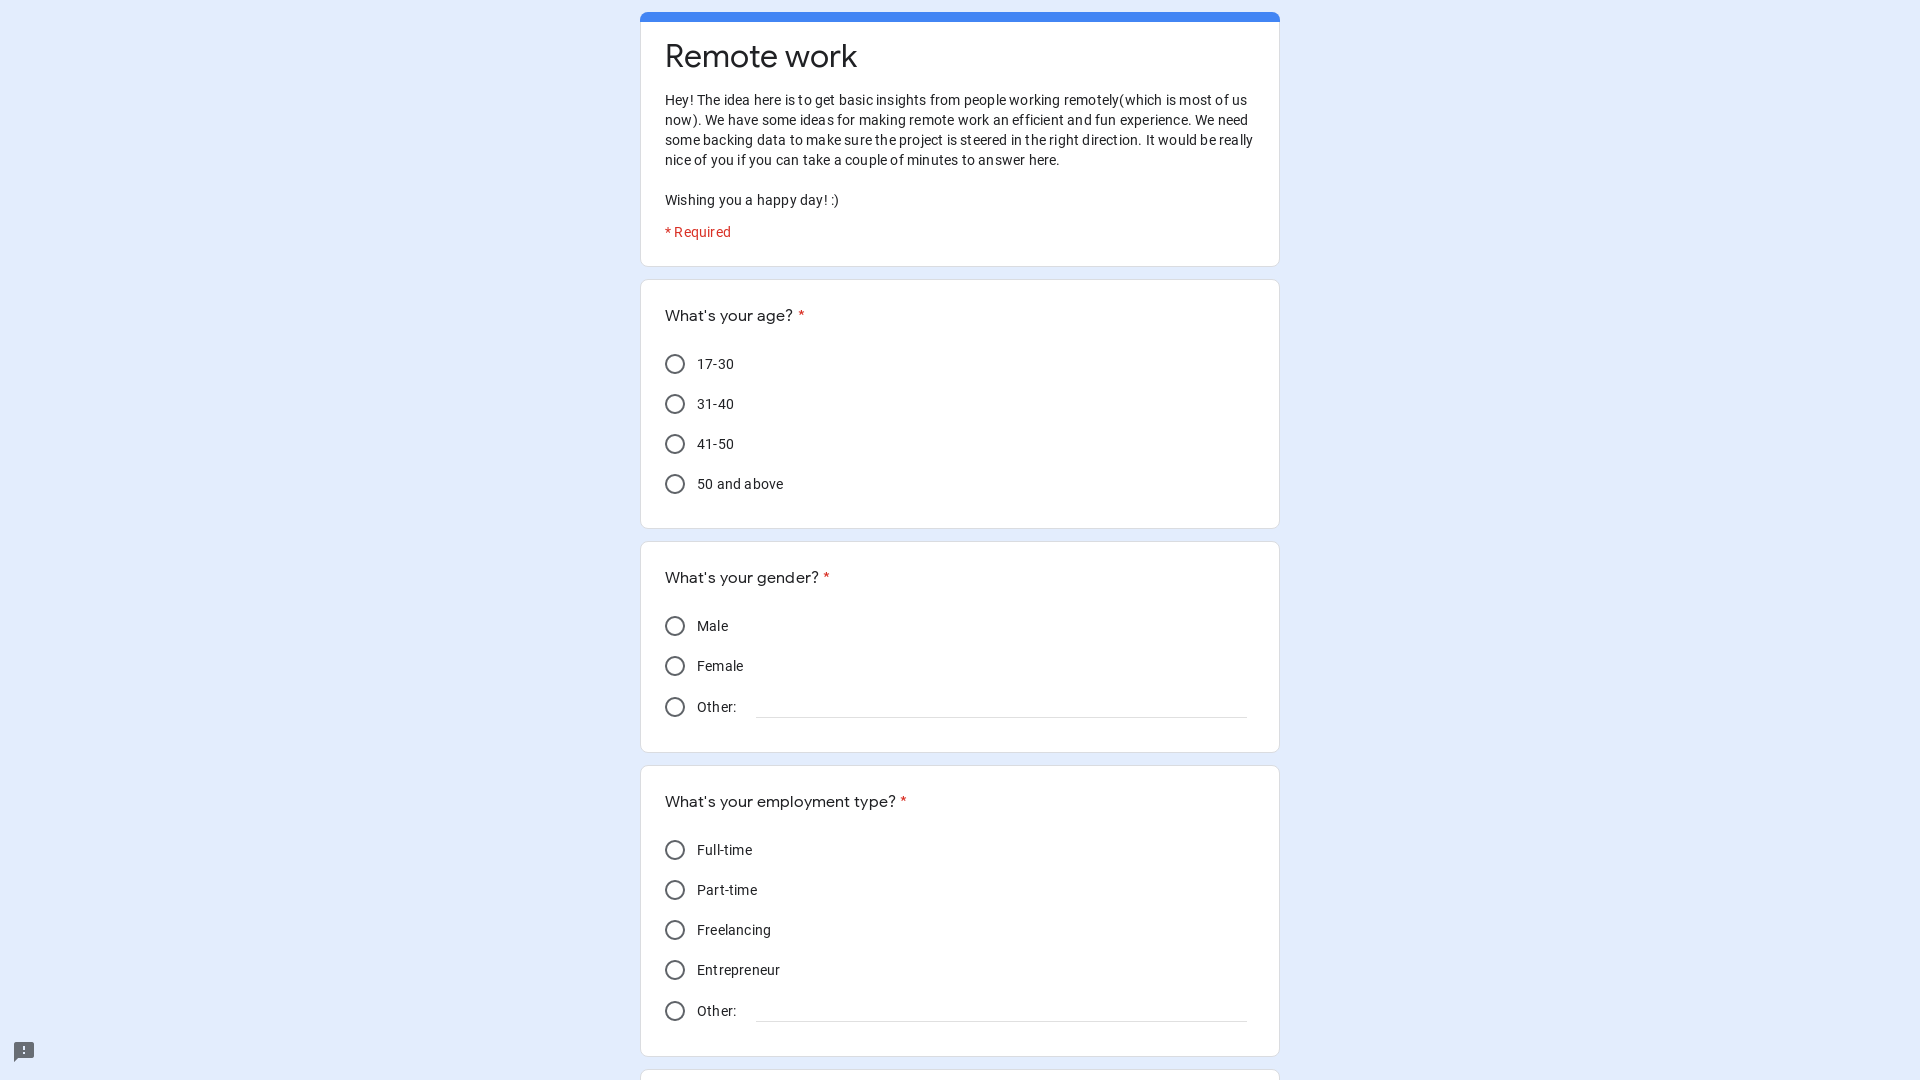 Remote work
Hey! The idea here is to get basic insights from people working remotely(which is most of us
now). We have some ideas for making remote work an efficient and fun experience. We need
some backing data to make sure the project is steered in the right direction. It would be really
nice of you if you can take a couple of minutes to answer here.
Wishing you a happy day! :)
* Required
What's your age? *
17-30
31-40
41-50
50 and above
What's your gender? *
Male
Female
Other:
What's your employment type? *
Full-time
Part-time
Freelancing
Entrepreneur
Other: